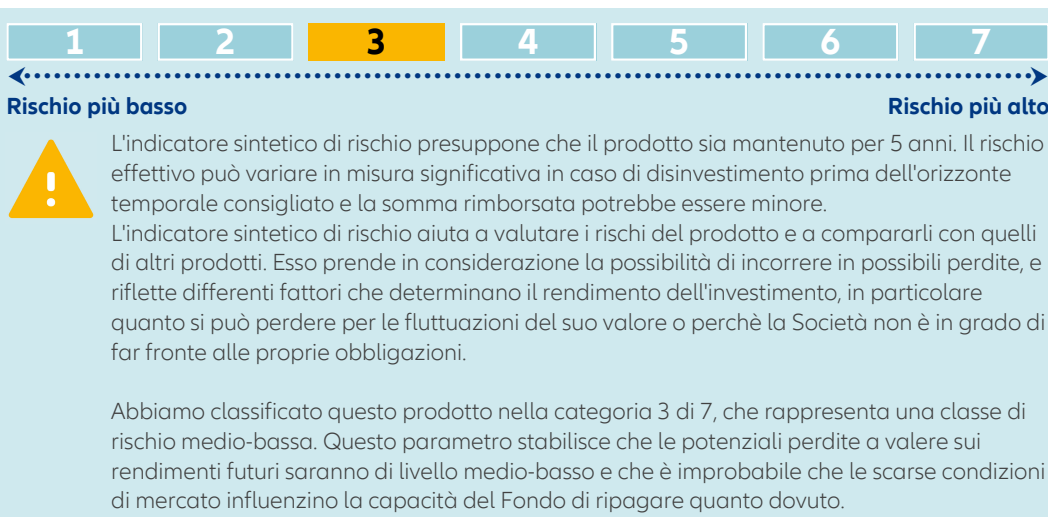 1 2 3 4 5 6 7
Rischio più basso Rischio più alto
L'indicatore sintetico di rischio presuppone che il prodotto sia mantenuto per 5 anni. Il rischio
effettivo può variare in misura significativa in caso di disinvestimento prima dell'orizzonte
temporale consigliato e la somma rimborsata potrebbe essere minore.
L'indicatore sintetico di rischio aiuta a valutare i rischi del prodotto e a compararli con quelli
di altri prodotti. Esso prende in considerazione la possibilità di incorrere in possibili perdite, e
riflette differenti fattori che determinano il rendimento dell'investimento, in particolare
quanto si può perdere per le fluttuazioni del suo valore o perchè la Società non è in grado di
far fronte alle proprie obbligazioni.
Abbiamo classificato questo prodotto nella categoria 3 di 7, che rappresenta una classe di
rischio medio-bassa. Questo parametro stabilisce che le potenziali perdite a valere sui
rendimenti futuri saranno di livello medio-basso e che è improbabile che le scarse condizioni
di mercato influenzino la capacità del Fondo di ripagare quanto dovuto.